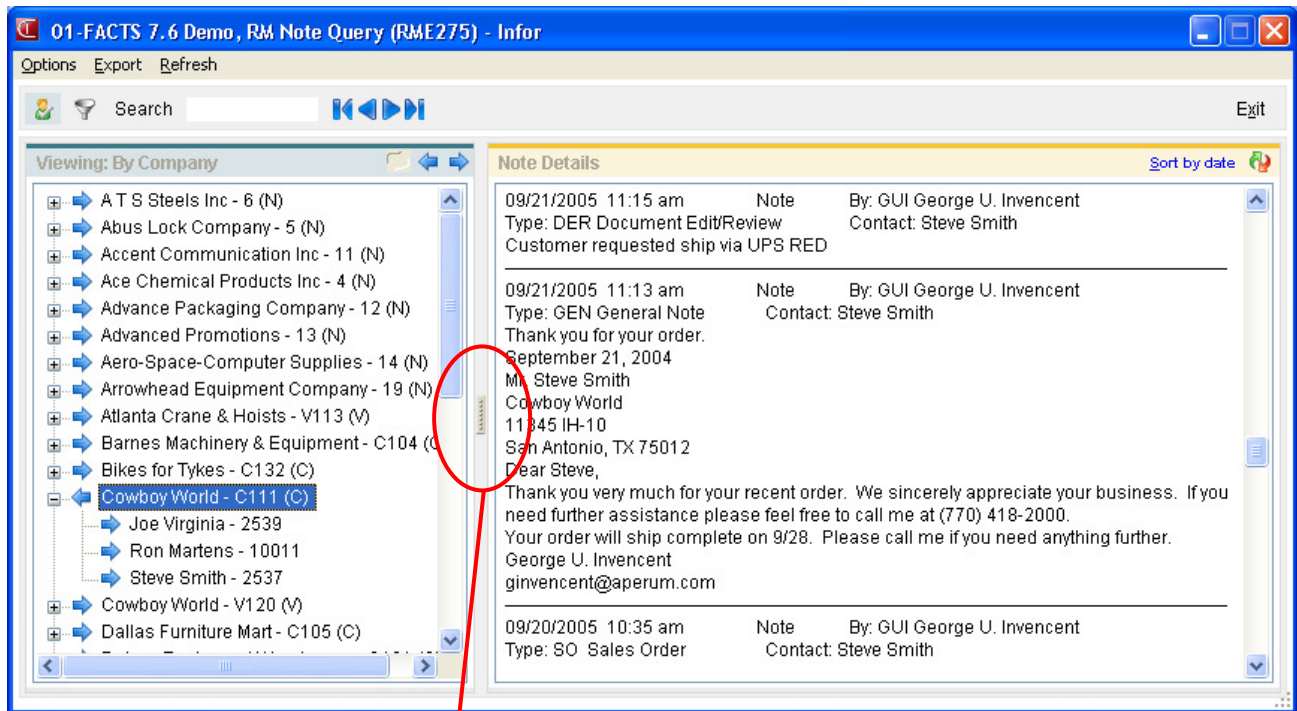 01-FACTS 7.6 Demo, RM Note Query (RME275) - Infor
Options Export Refresh
Search Exit
Viewing: By Company
A T S Steels Inc - 6 (N)
Abus Lock Company - 5 (N)
Accent Communication Inc - 11 (N)
Ace Chemical Products Inc - 4 (N)
Advance Packaging Company - 12 (N)
Advanced Promotions - 13 (N)
Aero-Space-Computer Supplies - 14 (N)
Arrowhead Equipment Company - 19 (N)
Atlanta Crane & Hoists - V113 (V)
Barnes Machinery & Equipment - C104 (C
Bikes for Tykes - C132 (C)
Cowboy World - C111 (C)
Joe Virginia - 2539
Ron Martens - 10011
Steve Smith - 2537
Cowboy World - V120 (V)
Dallas Furniture Mart - C105 (C)
Note Details Sort by date
09/21/2005 11:15 am Note By: GUI George U. Invencent
Type: DER Document Edit/Review Contact: Steve Smith
Customer requested ship via UPS RED
09/21/2005 11:13 am Note By: GUI George U. Invencent
Type: GEN General Note Contact: Steve Smith
Thank you for your order.
September 21, 2004
Mr. Steve Smith
Cowboy World
11345 IH-10
San Antonio, TX 75012
Dear Steve,
Thank you very much for your recent order. We sincerely appreciate your business. If you
need further assistance please feel free to call me at (770) 418-2000.
Your order will ship complete on 9/28. Please call me if you need anything further.
George U. Invencent
ginvencent@aperum.com
09/20/2005 10:35 am Note By: GUI George U. Invencent
Type: SO Sales Order Contact: Steve Smith